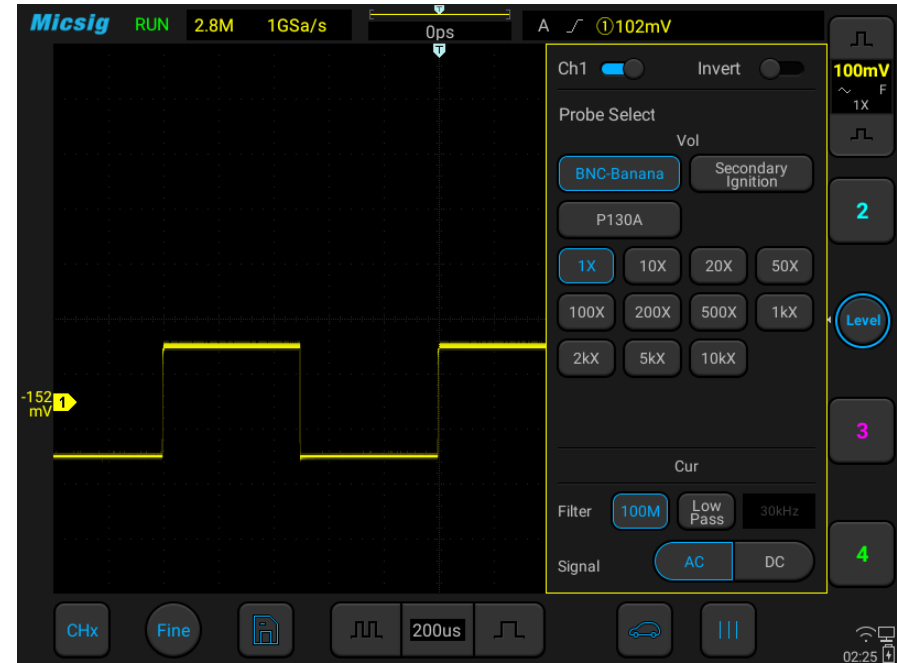 Micsig RUN 2.8M 1GSa/s 0ps A ①102mV
T
T
Ch1 Invert
100mV
F
1X
Probe Select
Vol
BNC-Banana Secondary
Ignition
P130A
2
1X 10X 20X 50X
100X 200X 500X 1kX
Level
2kX 5kX 10kX
-152
mV
1
3
Cur
Filter 100M Low
Pass
30kHz
Signal AC DC
4
CHx Fine 200us
02:25